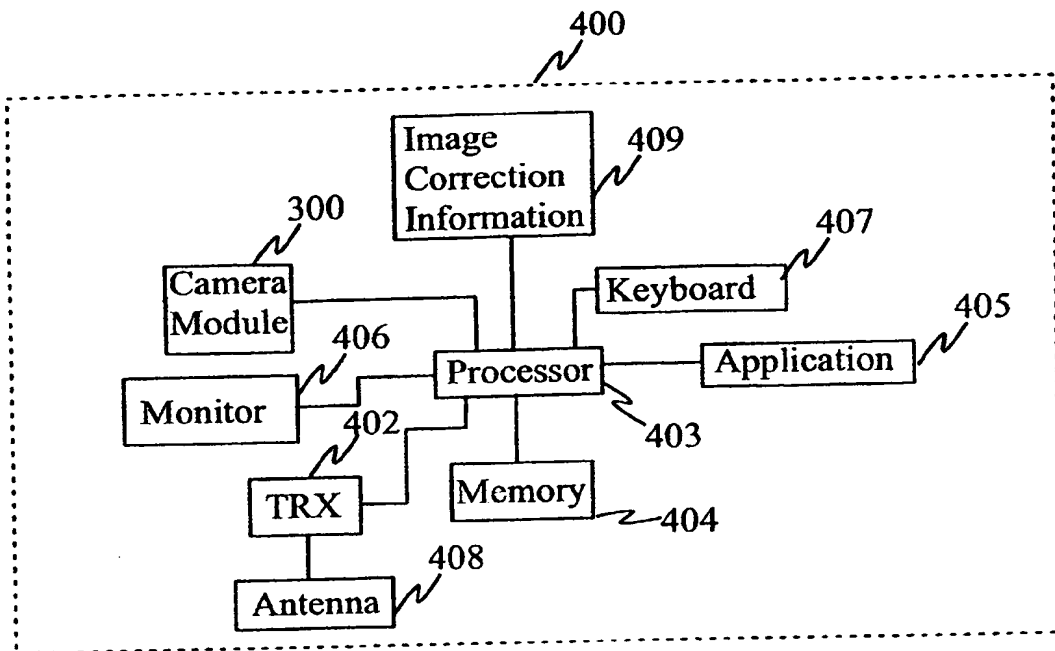 400
Image
Correction
Information
409
300
Camera
Module
407
Keyboard
405
Application
406
Monitor
Processor
403
402
TRX
Memory
404
408
Antenna